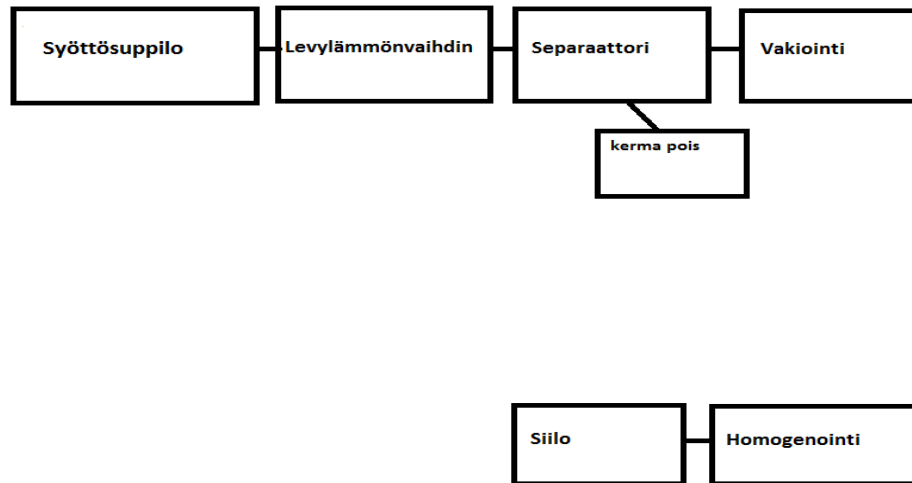 Syöttösuppilo
Levylämmönvaihdin
Separaattori
Vakiointi
kerma pois
Siilo
Homogenointi